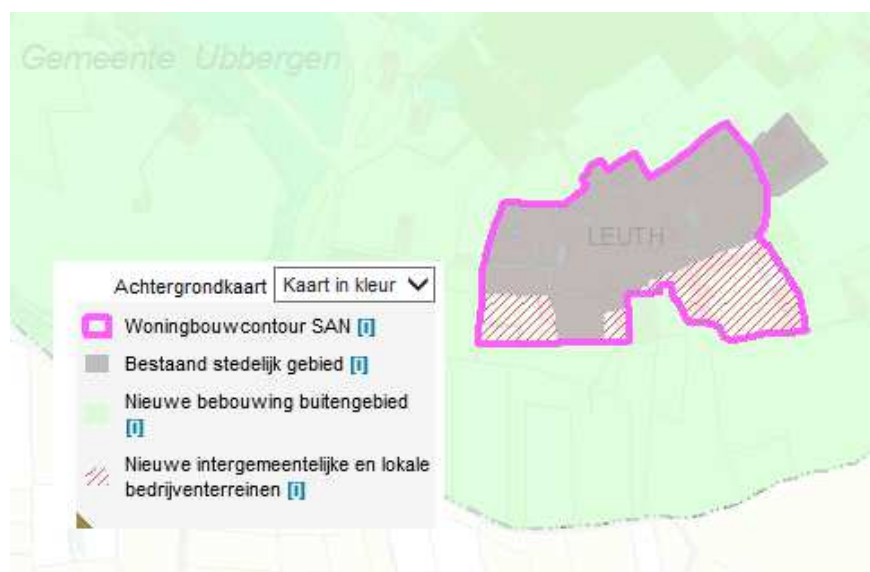 Gemeente Ubbergen
LEUTH
Achtergrondkaart Kaart in kleur
Woningbouwcontour SAN [i]
Bestaand stedelijk gebied [i]
Nieuwe bebouwing buitengebied
[i]
Nieuwe intergemeentelijke en lokale
bedrijventerreinen [i]